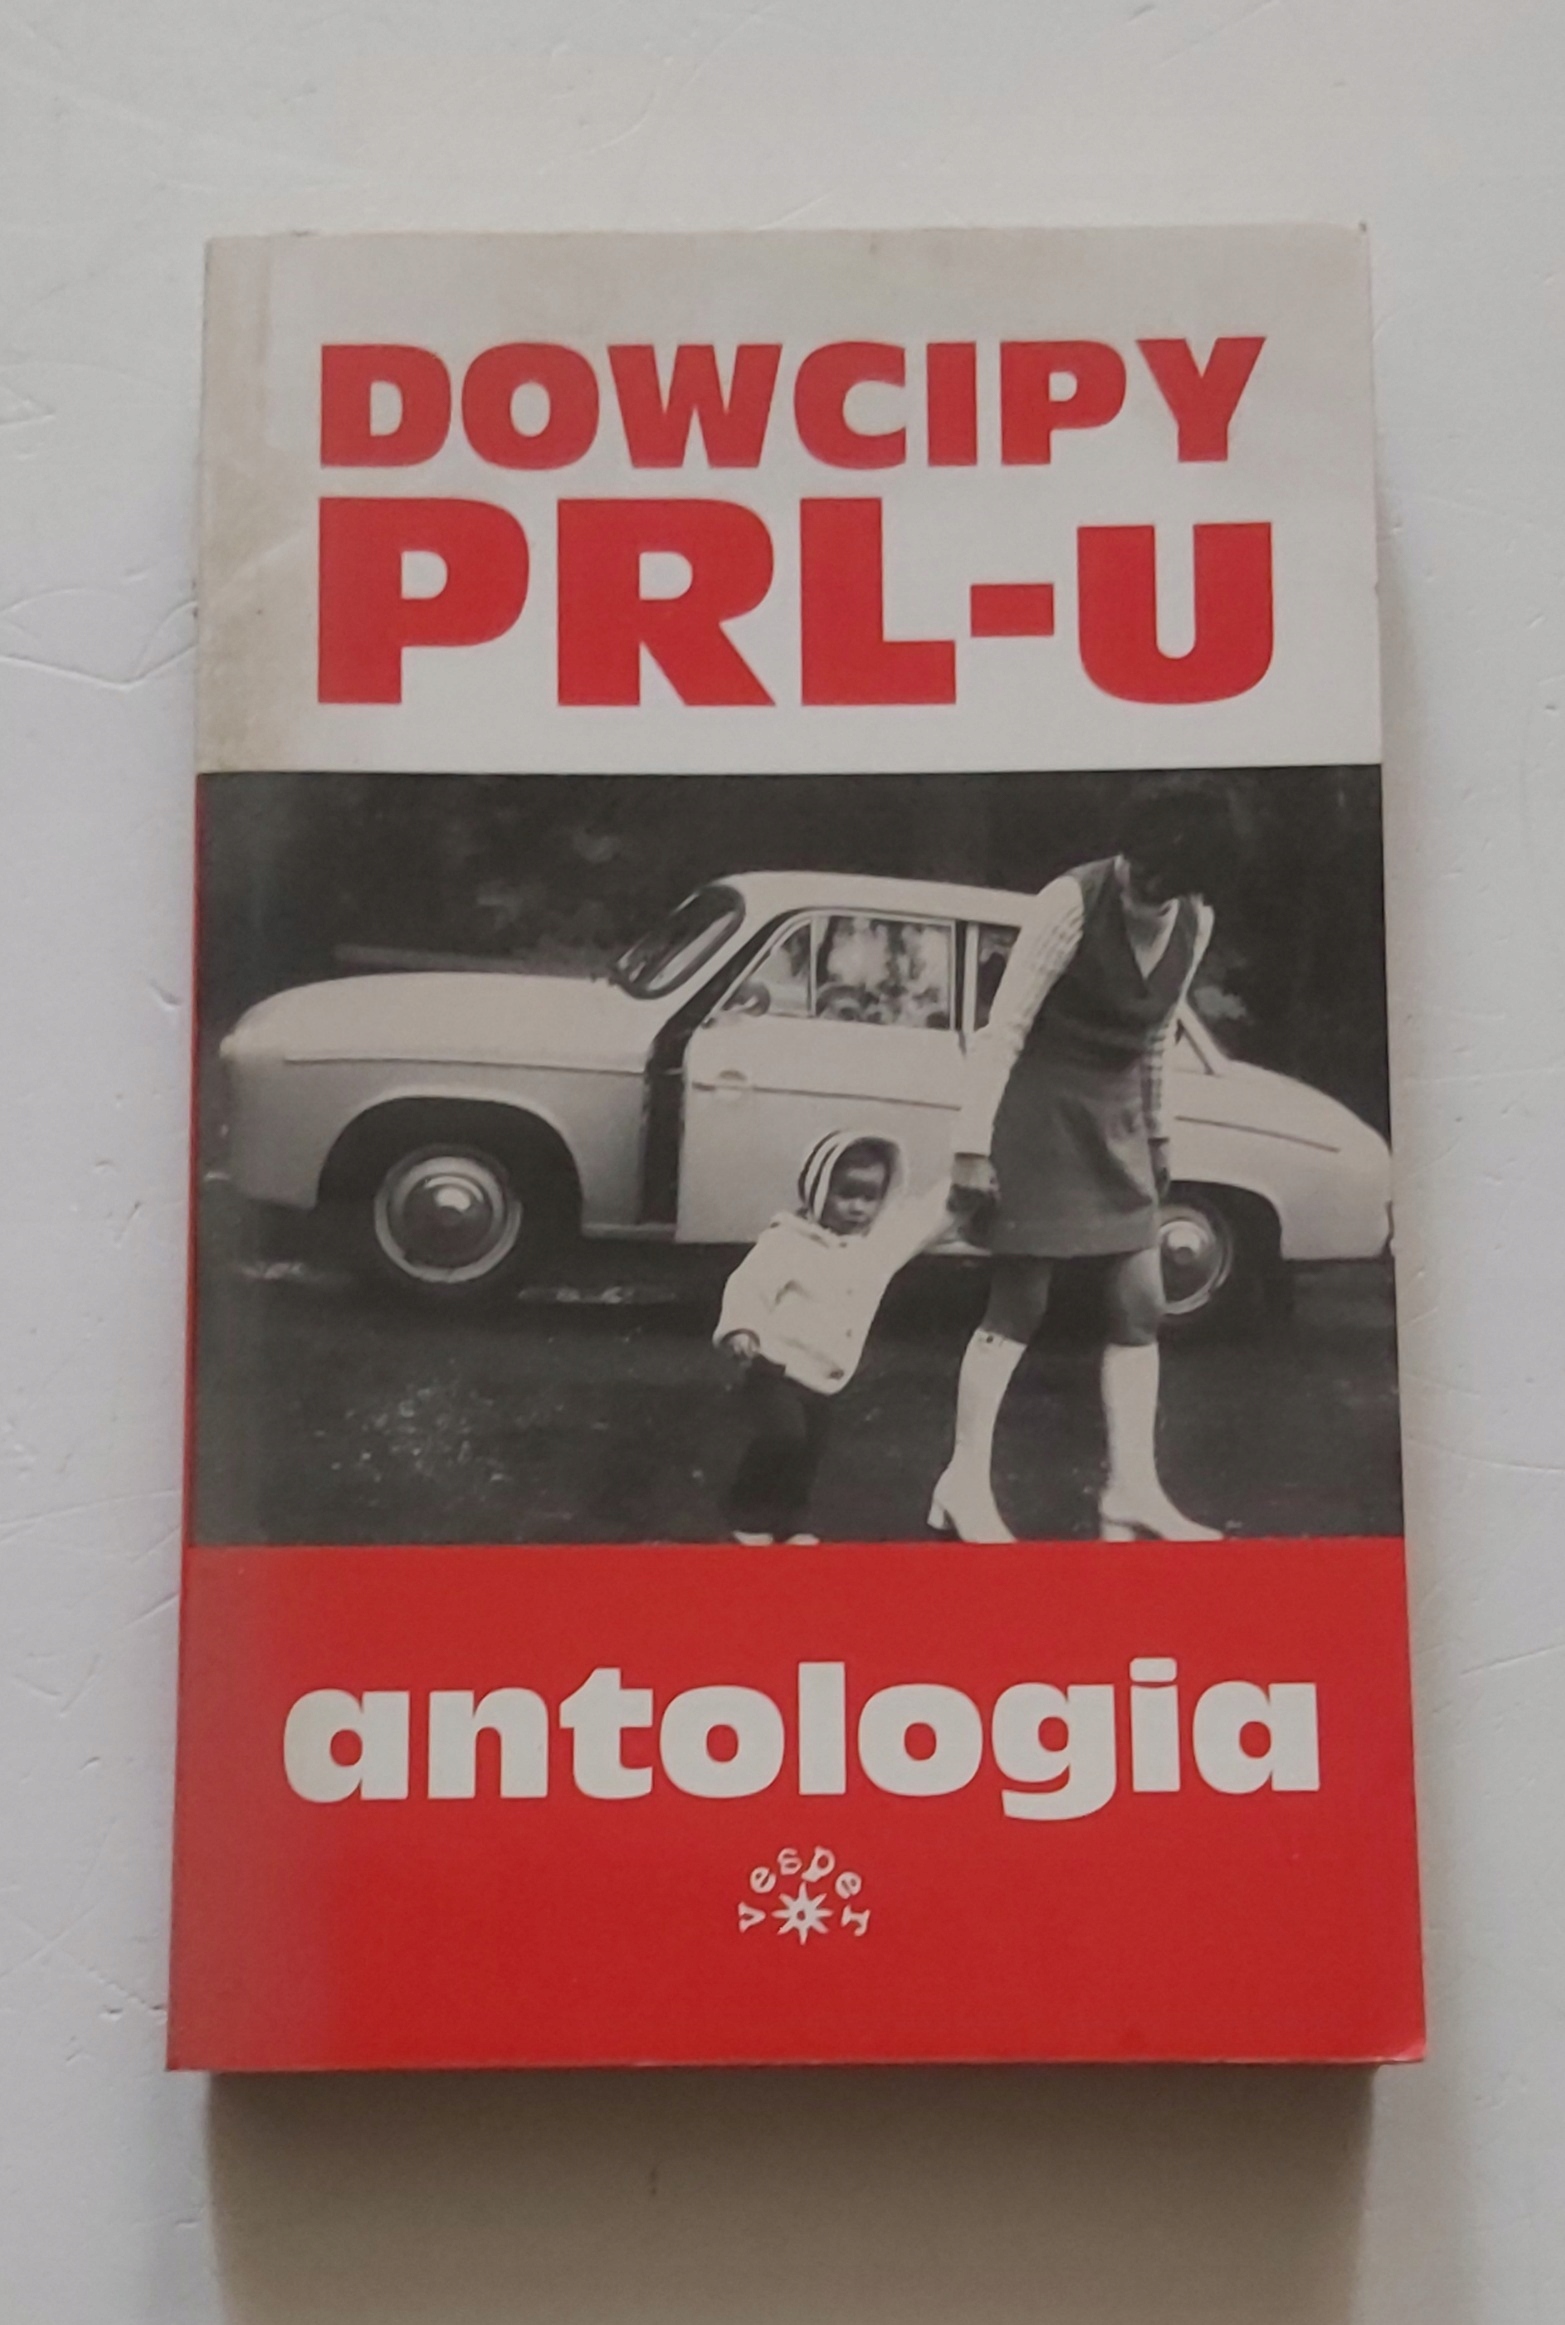 DOWCIPY
PRL-U
antologia
vesper